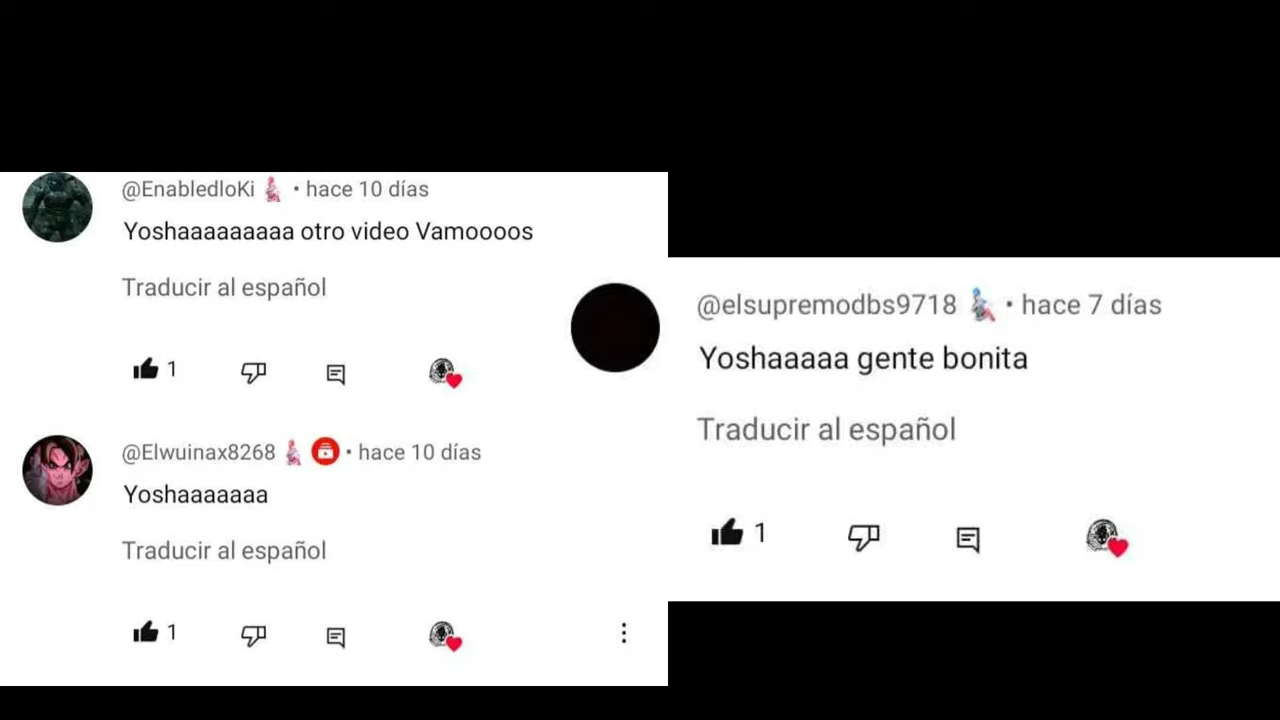 @EnabledloKi • hace 10 días
Yoshaaaaaaaaa otro video Vamoooos
Traducir al español
1
@Elwuinax8268 • hace 10 días
Yoshaaaaaaa
Traducir al español
1
@elsupremodbs9718 • hace 7 días
Yoshaaaaa gente bonita
Traducir al español
1